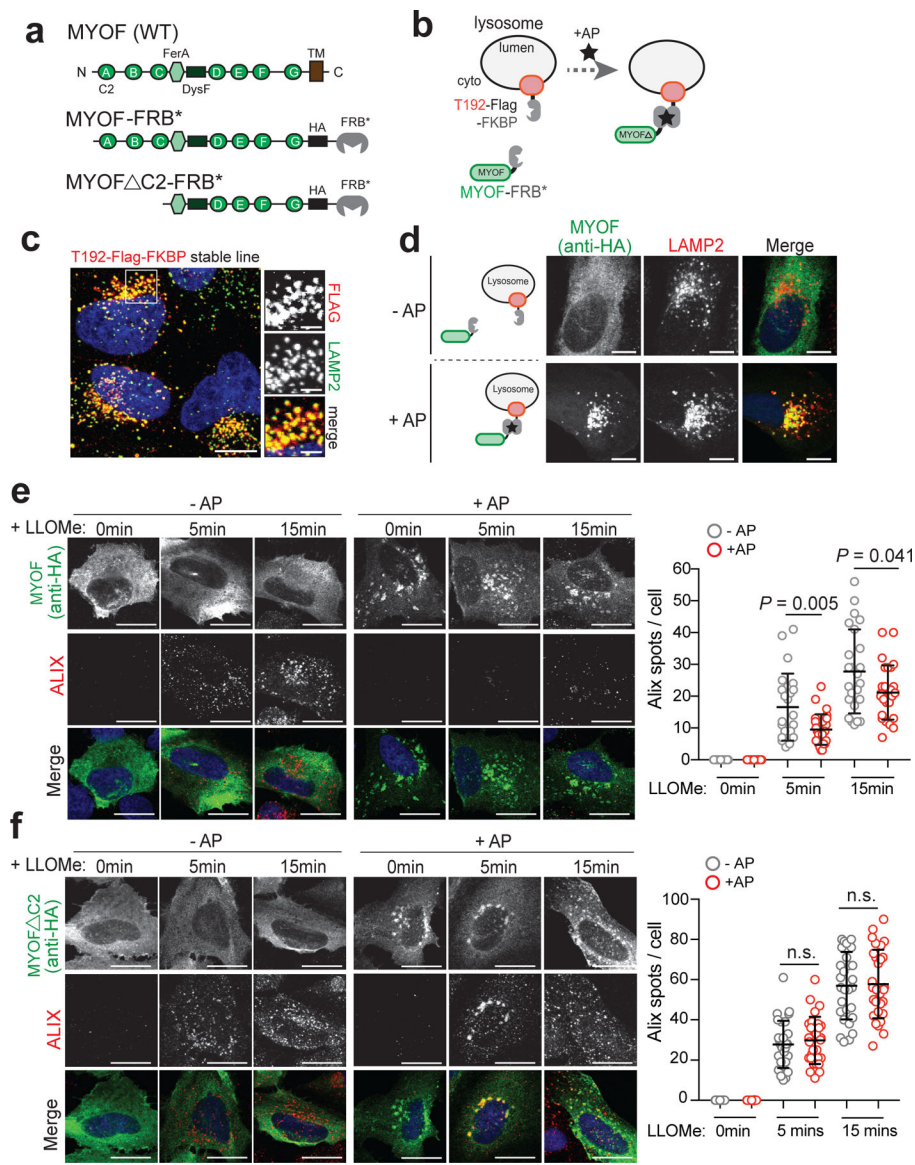 a
MYOF (WT)
FerA
TM
N
A
B
C
D
E
F
G
C
C2
DysF
MYOF-FRB*
HA
FRB*
A
B
C
D
E
F
G
MYOF△C2-FRB*
HA
FRB*
D
E
F
G
b
lysosome
+AP
lumen
cyto
T192-Flag
-FKBP
MYOF
MYOF-FRB*
MYOF△
c
T192-Flag-FKBP stable line
FLAG
LAMP2
merge
d
MYOF
(anti-HA)
LAMP2
Merge
- AP
Lysosome
+ AP
Lysosome
e
- AP
+ AP
+ LLOMe: 0min 5min 15min 0min 5min 15min
MYOF
(anti-HA)
ALIX
Merge
- AP
+AP
P = 0.041
P = 0.005
Alix spots / cell
60
50
40
30
20
10
0
LLOMe: 0min 5min 15min
f
- AP
+ AP
+ LLOMe: 0min 5min 15min 0min 5min 15min
MYOF△C2
(anti-HA)
ALIX
Merge
- AP
+AP
n.s.
n.s.
Alix spots / cell
100
80
60
40
20
0
LLOMe: 0min 5 mins 15 mins